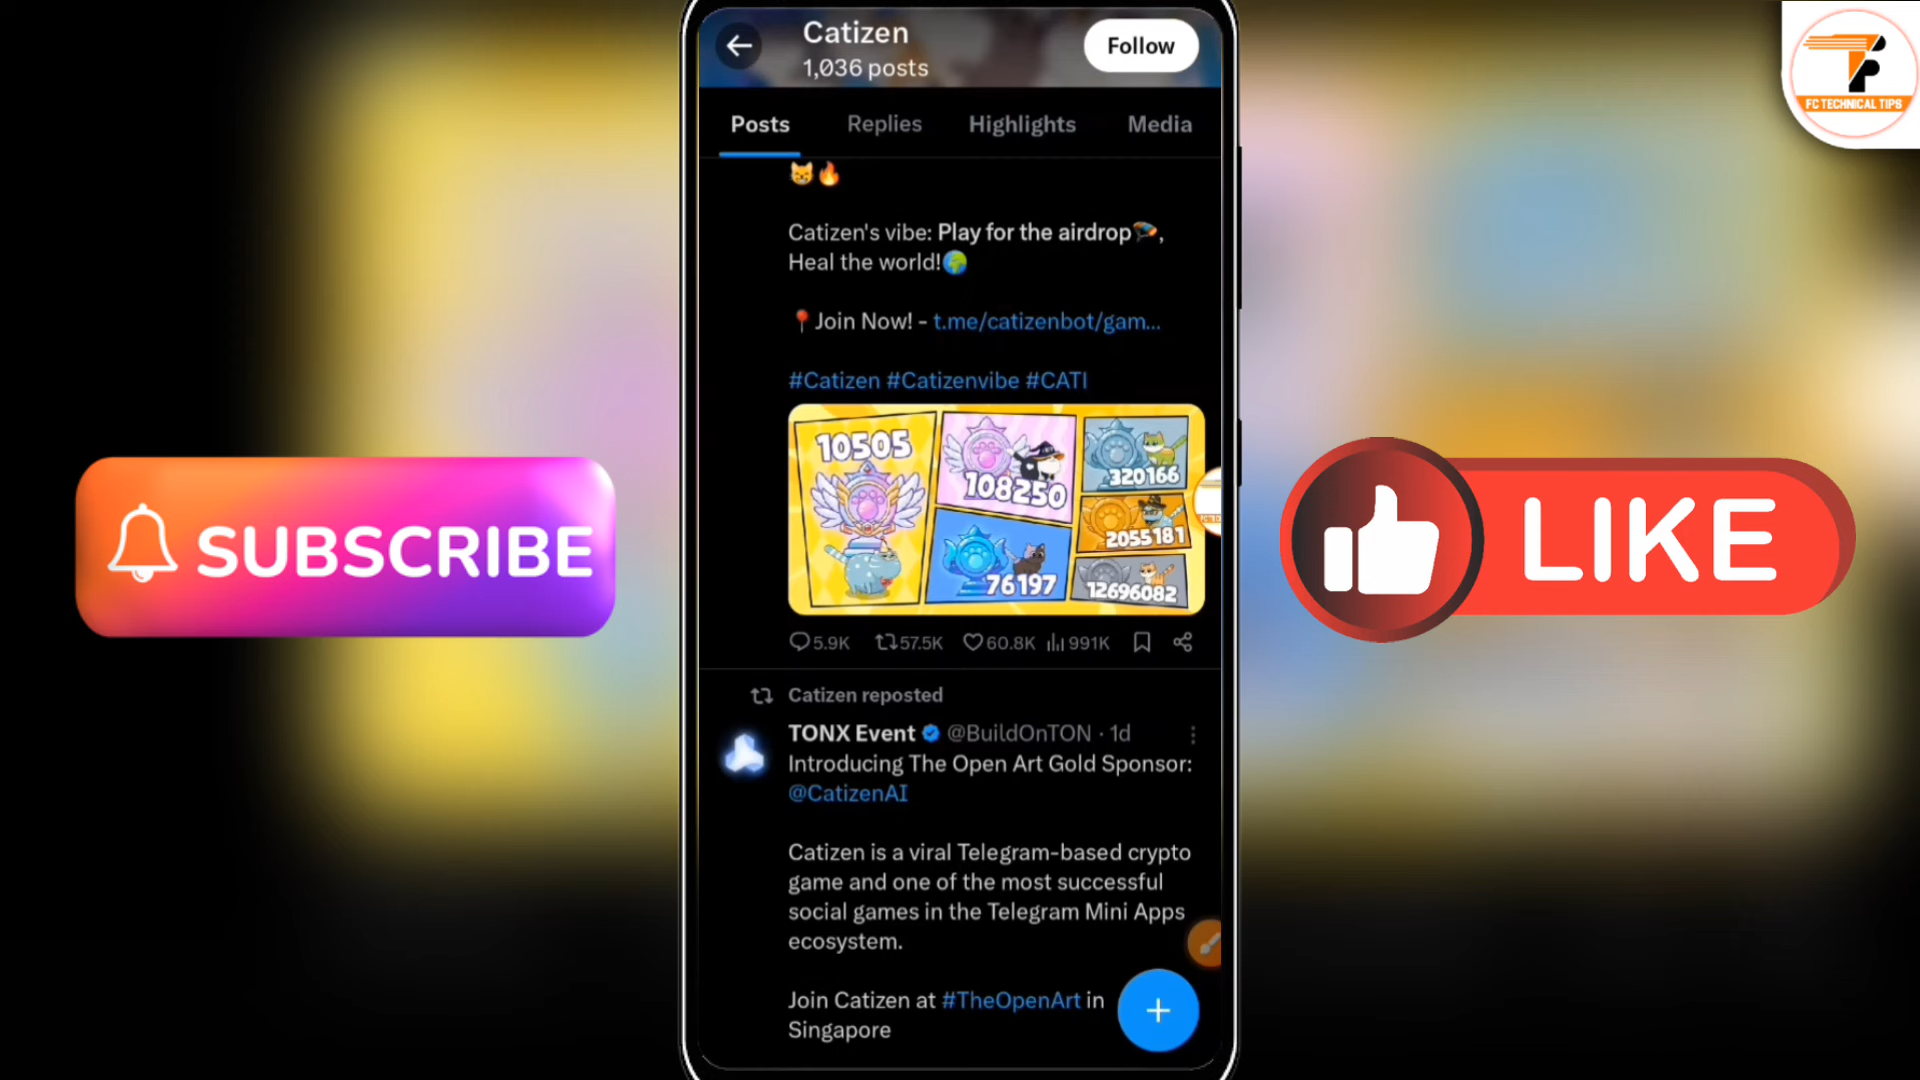 Catizen
1,036 posts
Follow
FC TECHNICAL TIPS
Posts
Replies
Highlights
Media
😸🔥
Catizen's vibe: Play for the airdrop🪂,
Heal the world!🌍
📍Join Now! - t.me/catizenbot/gam...
#Catizen #Catizenvibe #CATI
10505
108250
320166
2055181
76197
12696082
5.9K
57.5K
60.8K
991K
SUBSCRIBE
LIKE
Catizen reposted
TONX Event @BuildOnTON · 1d
Introducing The Open Art Gold Sponsor:
@CatizenAI
Catizen is a viral Telegram-based crypto
game and one of the most successful
social games in the Telegram Mini Apps
ecosystem.
Join Catizen at #TheOpenArt in
Singapore